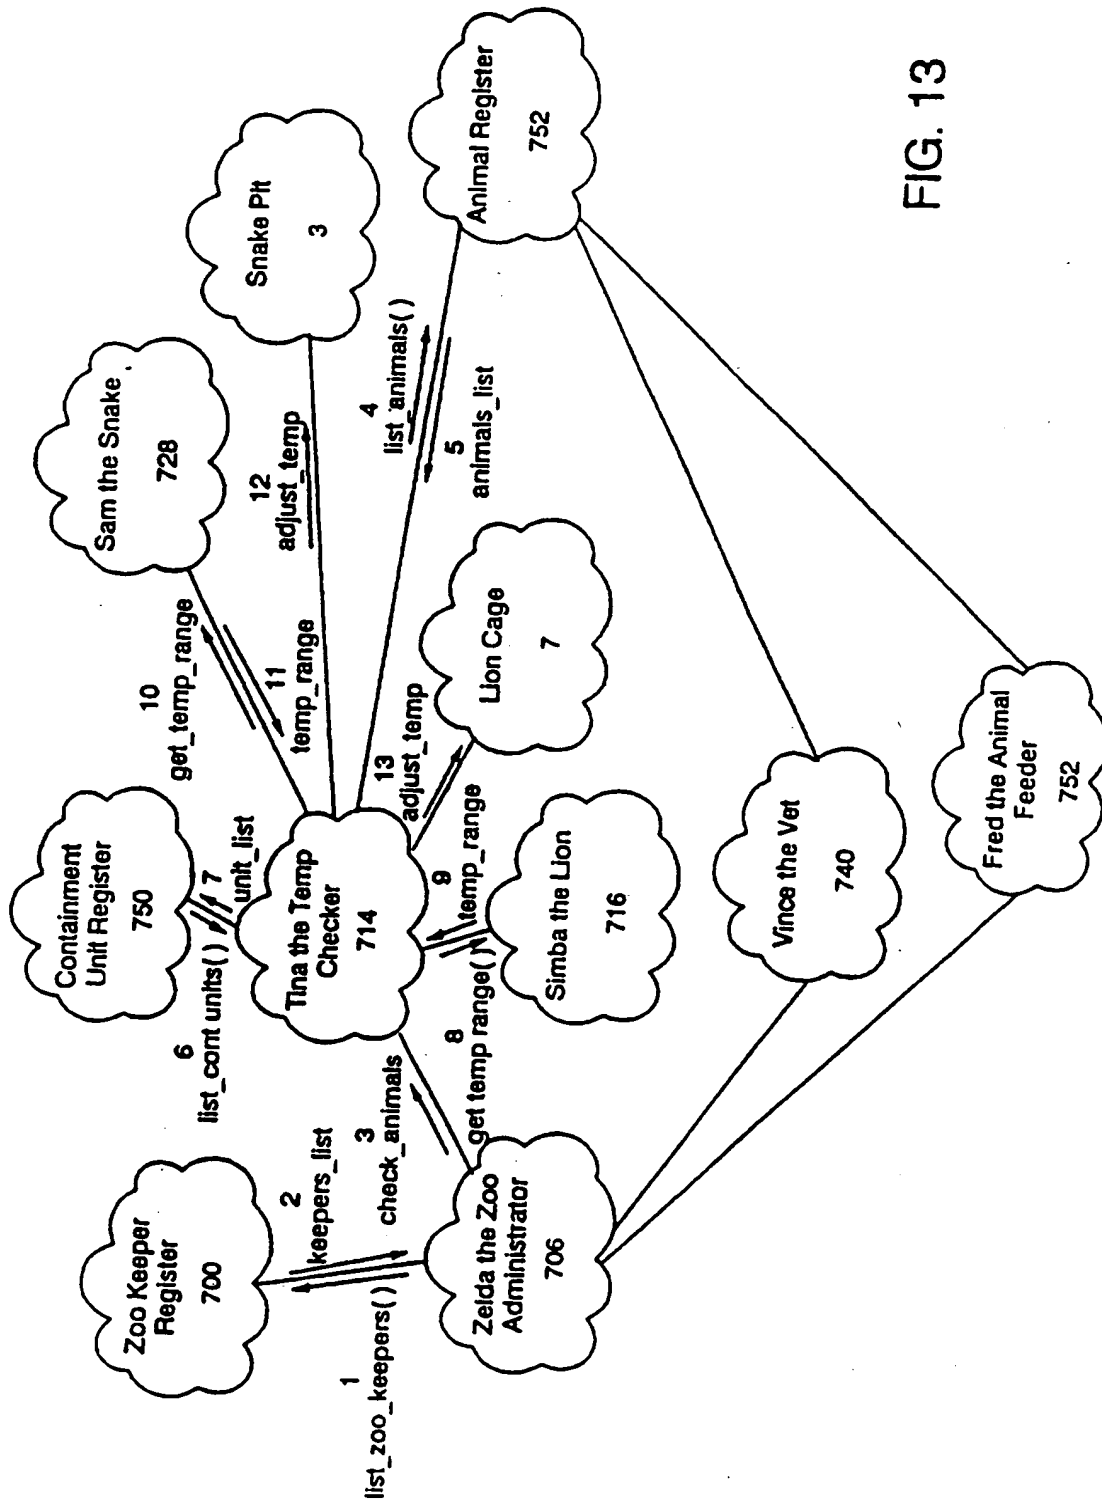 Zoo Keeper
Register
700
1
list_zoo_keepers()
2
keepers_list
Zelda the Zoo
Administrator
706
3
check_animals
Containment
Unit Register
750
6
list_cont units()
7
unit_list
Tina the Temp
Checker
714
8
get temp range()
9
temp_range
Simba the Lion
716
10
get_temp_range
11
temp_range
Sam the Snake
728
12
adjust_temp
Snake Pit
3
13
adjust_temp
Lion Cage
7
4
list_animals()
5
animals_list
Animal Register
752
Vince the Vet
740
Fred the Animal
Feeder
752
FIG. 13